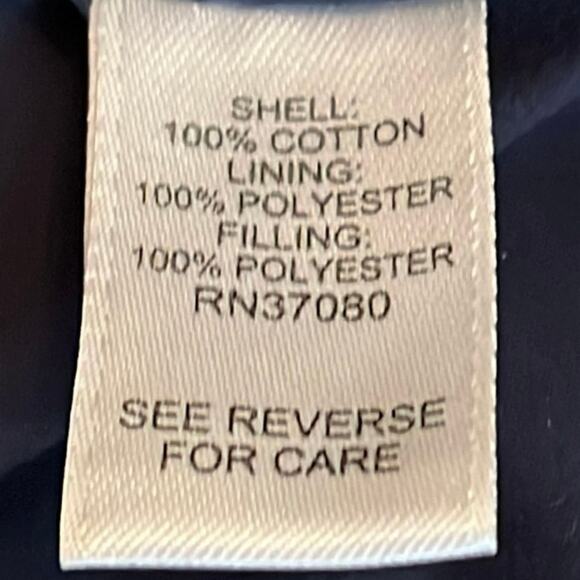 SHELL:
100% COTTON
LINING:
100% POLYESTER
FILLING:
100% POLYESTER
RN37080
SEE REVERSE
FOR CARE